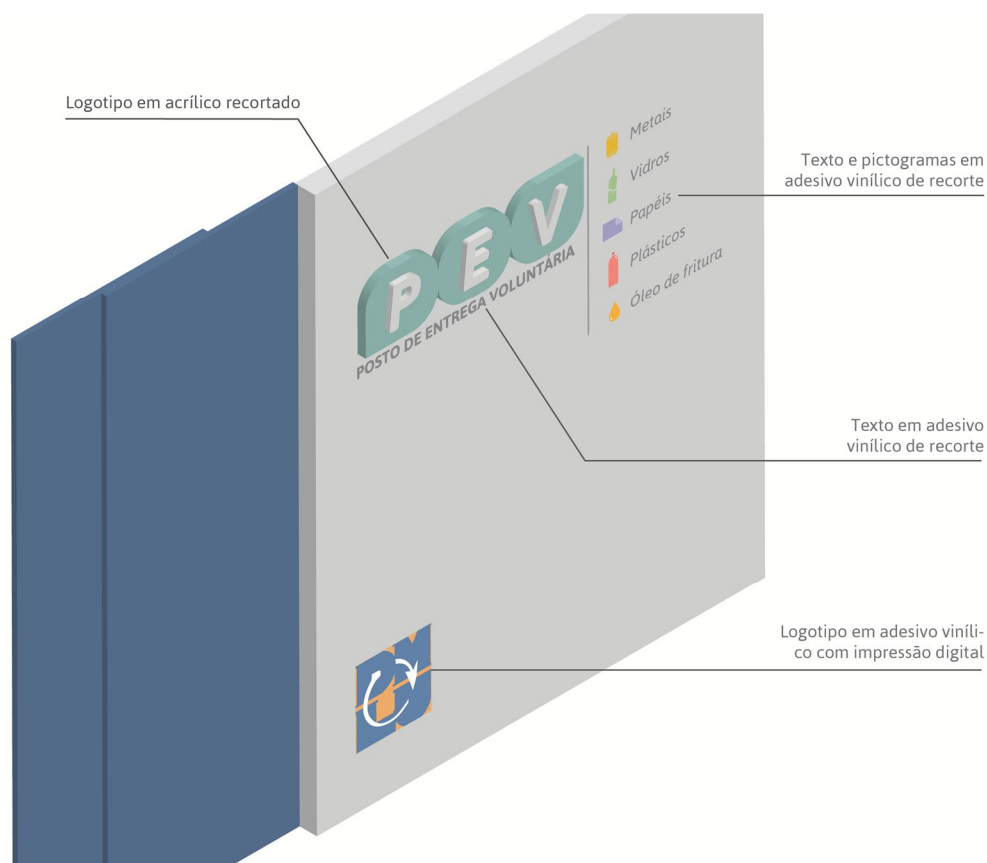 Logotipo em acrílico recortado
PEV
POSTO DE ENTREGA VOLUNTÁRIA
Metais
Vidros
Papéis
Plásticos
Óleo de fritura
Texto e pictogramas em
adesivo vinílico de recorte
Texto em adesivo
vinílico de recorte
Logotipo em adesivo viníli-
co com impressão digital